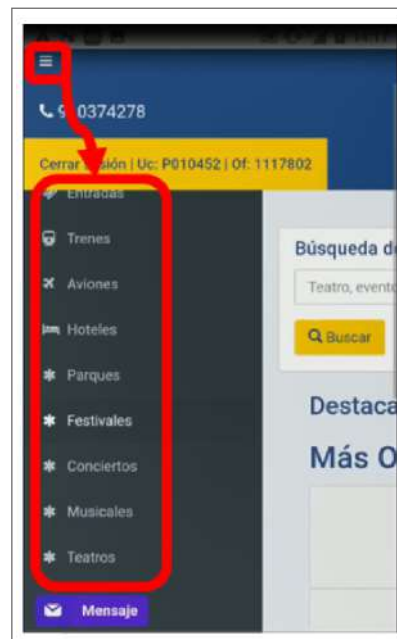 Cerrar sesión | Uc: P010452 | Of: 1117802
Entradas
Trenes
Aviones
Hoteles
Parques
Festivales
Conciertos
Musicales
Teatros
Mensaje
Búsqueda d
Teatro, evento
Buscar
Destaca
Más O